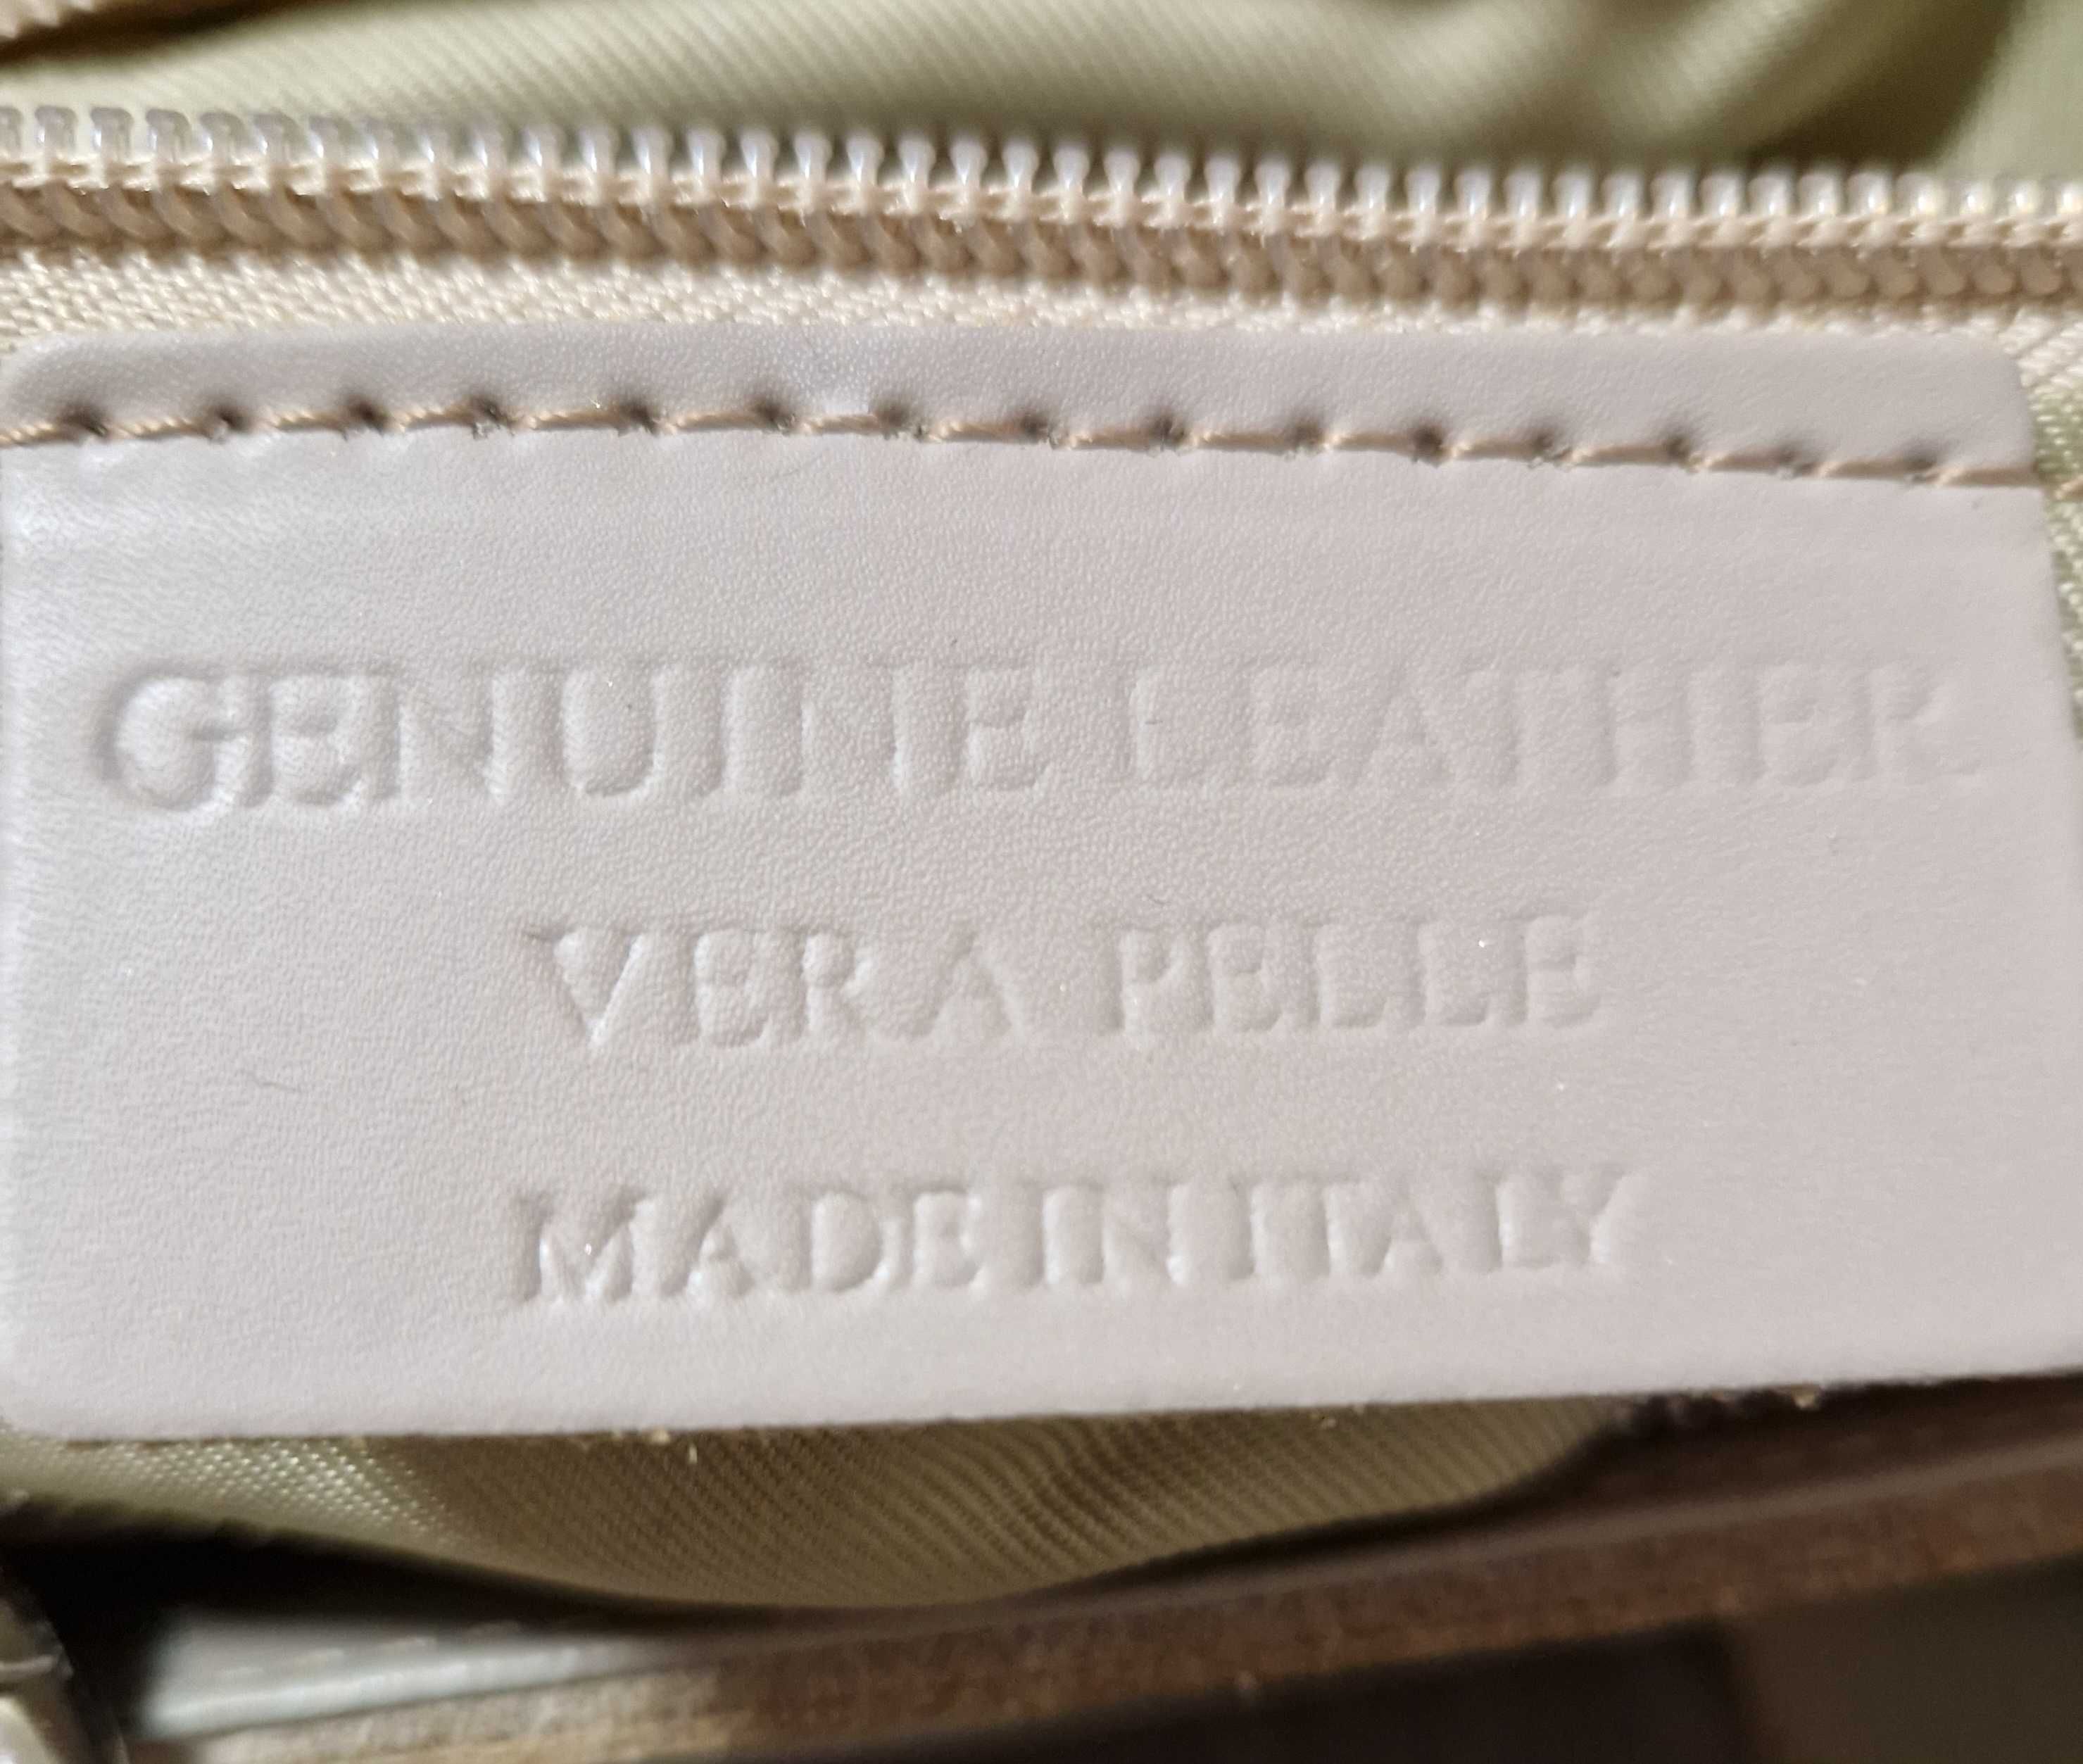 GENUINE LEATHER
VERA PELLE
MADE IN ITALY